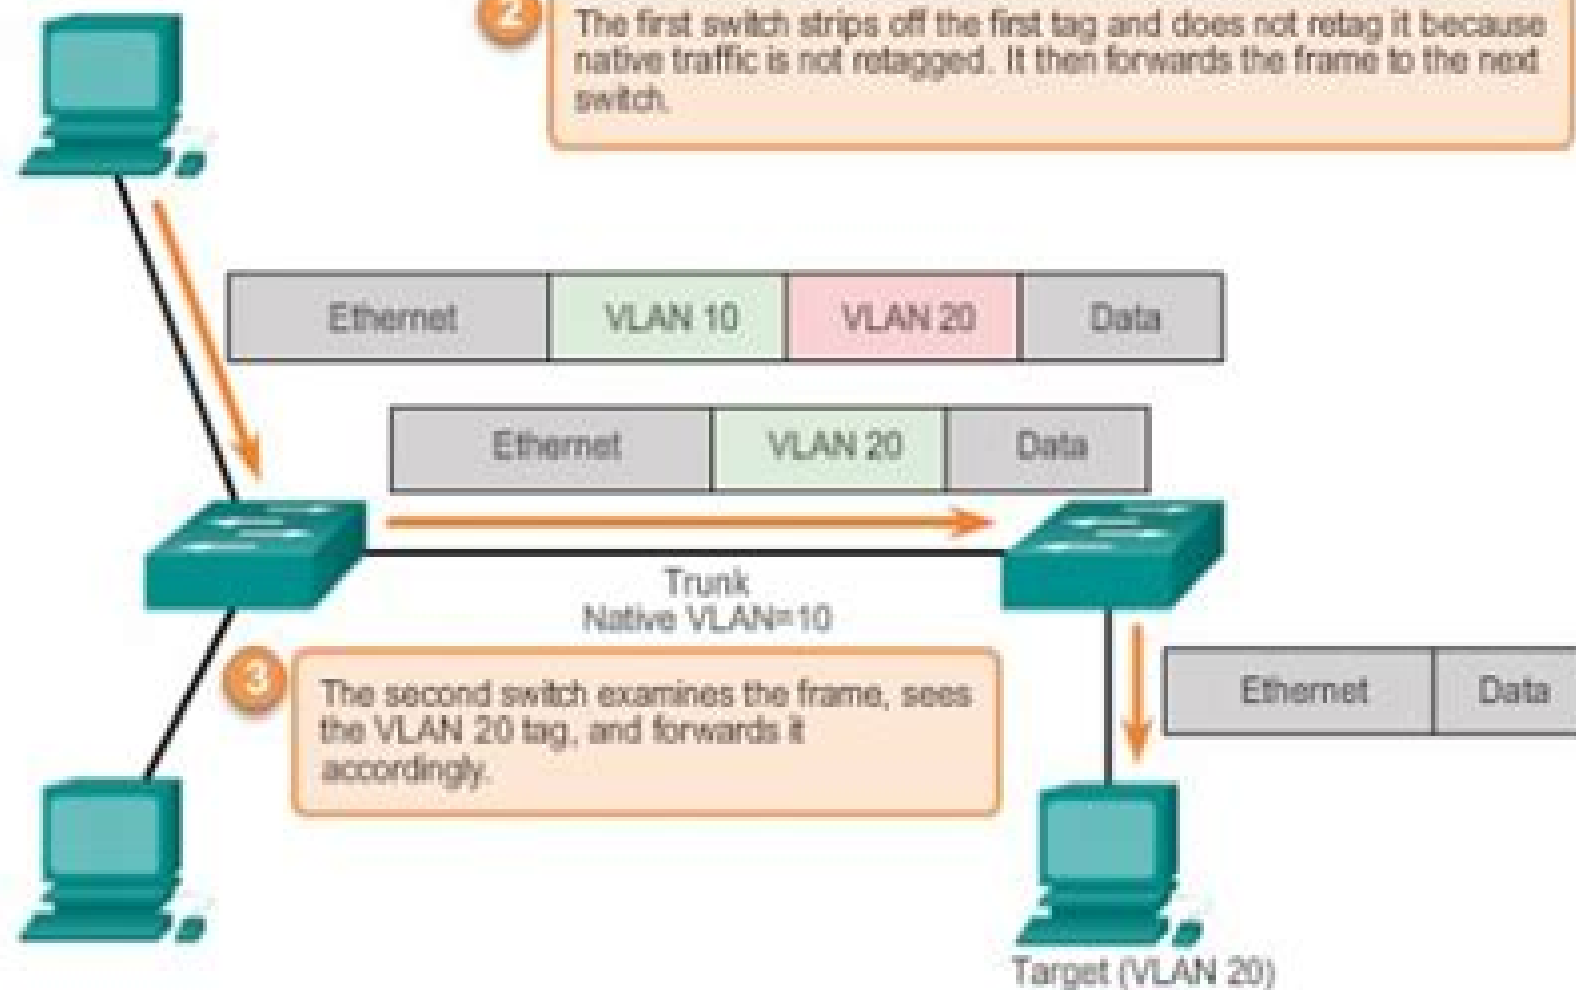 2
The first switch strips off the first tag and does not retag it because
native traffic is not retagged. It then forwards the frame to the next
switch.
Ethernet VLAN 10 VLAN 20 Data
Ethernet VLAN 20 Data
Trunk
Native VLAN=10
3
The second switch examines the frame, sees
the VLAN 20 tag, and forwards it
accordingly.
Ethernet Data
Target (VLAN 20)